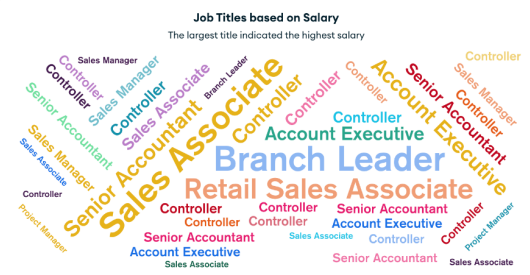 Job Titles based on Salary
The largest title indicated the highest salary
Controller
Sales Manager
Controller
Controller
Sales Manager
Controller
Sales Associate
Branch Leader
Senior Accountant
Sales Manager
Sales Associate
Controller
Project Manager
Senior Accountant
Sales Associate
Controller
Controller
Controller
Account Executive
Senior Accountant
Controller
Sales Manager
Controller
Controller
Account Executive
Branch Leader
Retail Sales Associate
Controller
Controller
Senior Accountant
Controller
Controller
Account Executive
Senior Accountant
Sales Associate
Controller
Account Executive
Senior Accountant
Sales Associate
Controller
Project Manager
Sales Associate